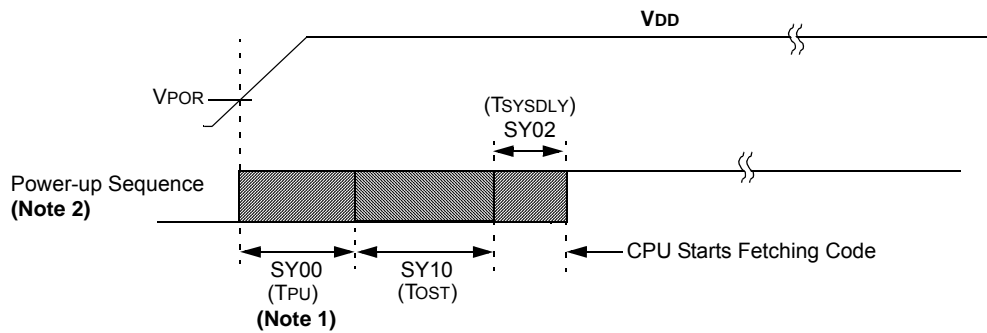 VDD
VPOR
(TSYSDLY)
SY02
Power-up Sequence
(Note 2)
CPU Starts Fetching Code
SY00
(TPU)
(Note 1)
SY10
(TOST)